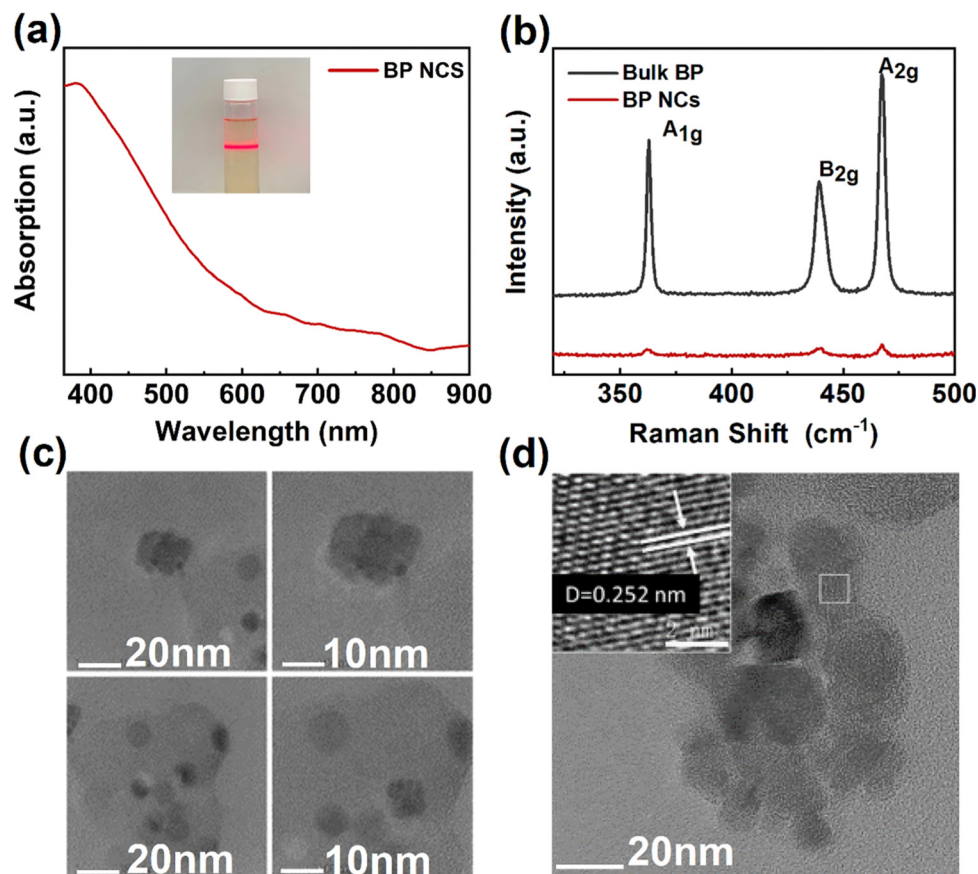 (a)
BP NCS
Absorption (a.u.)
400 500 600 700 800 900
Wavelength (nm)
(b)
Bulk BP
BP NCs
A1g
B2g
A2g
Intensity (a.u.)
350 400 450 500
Raman Shift (cm-1)
(c)
20nm
10nm
20nm
10nm
(d)
D=0.252 nm
2 nm
20nm